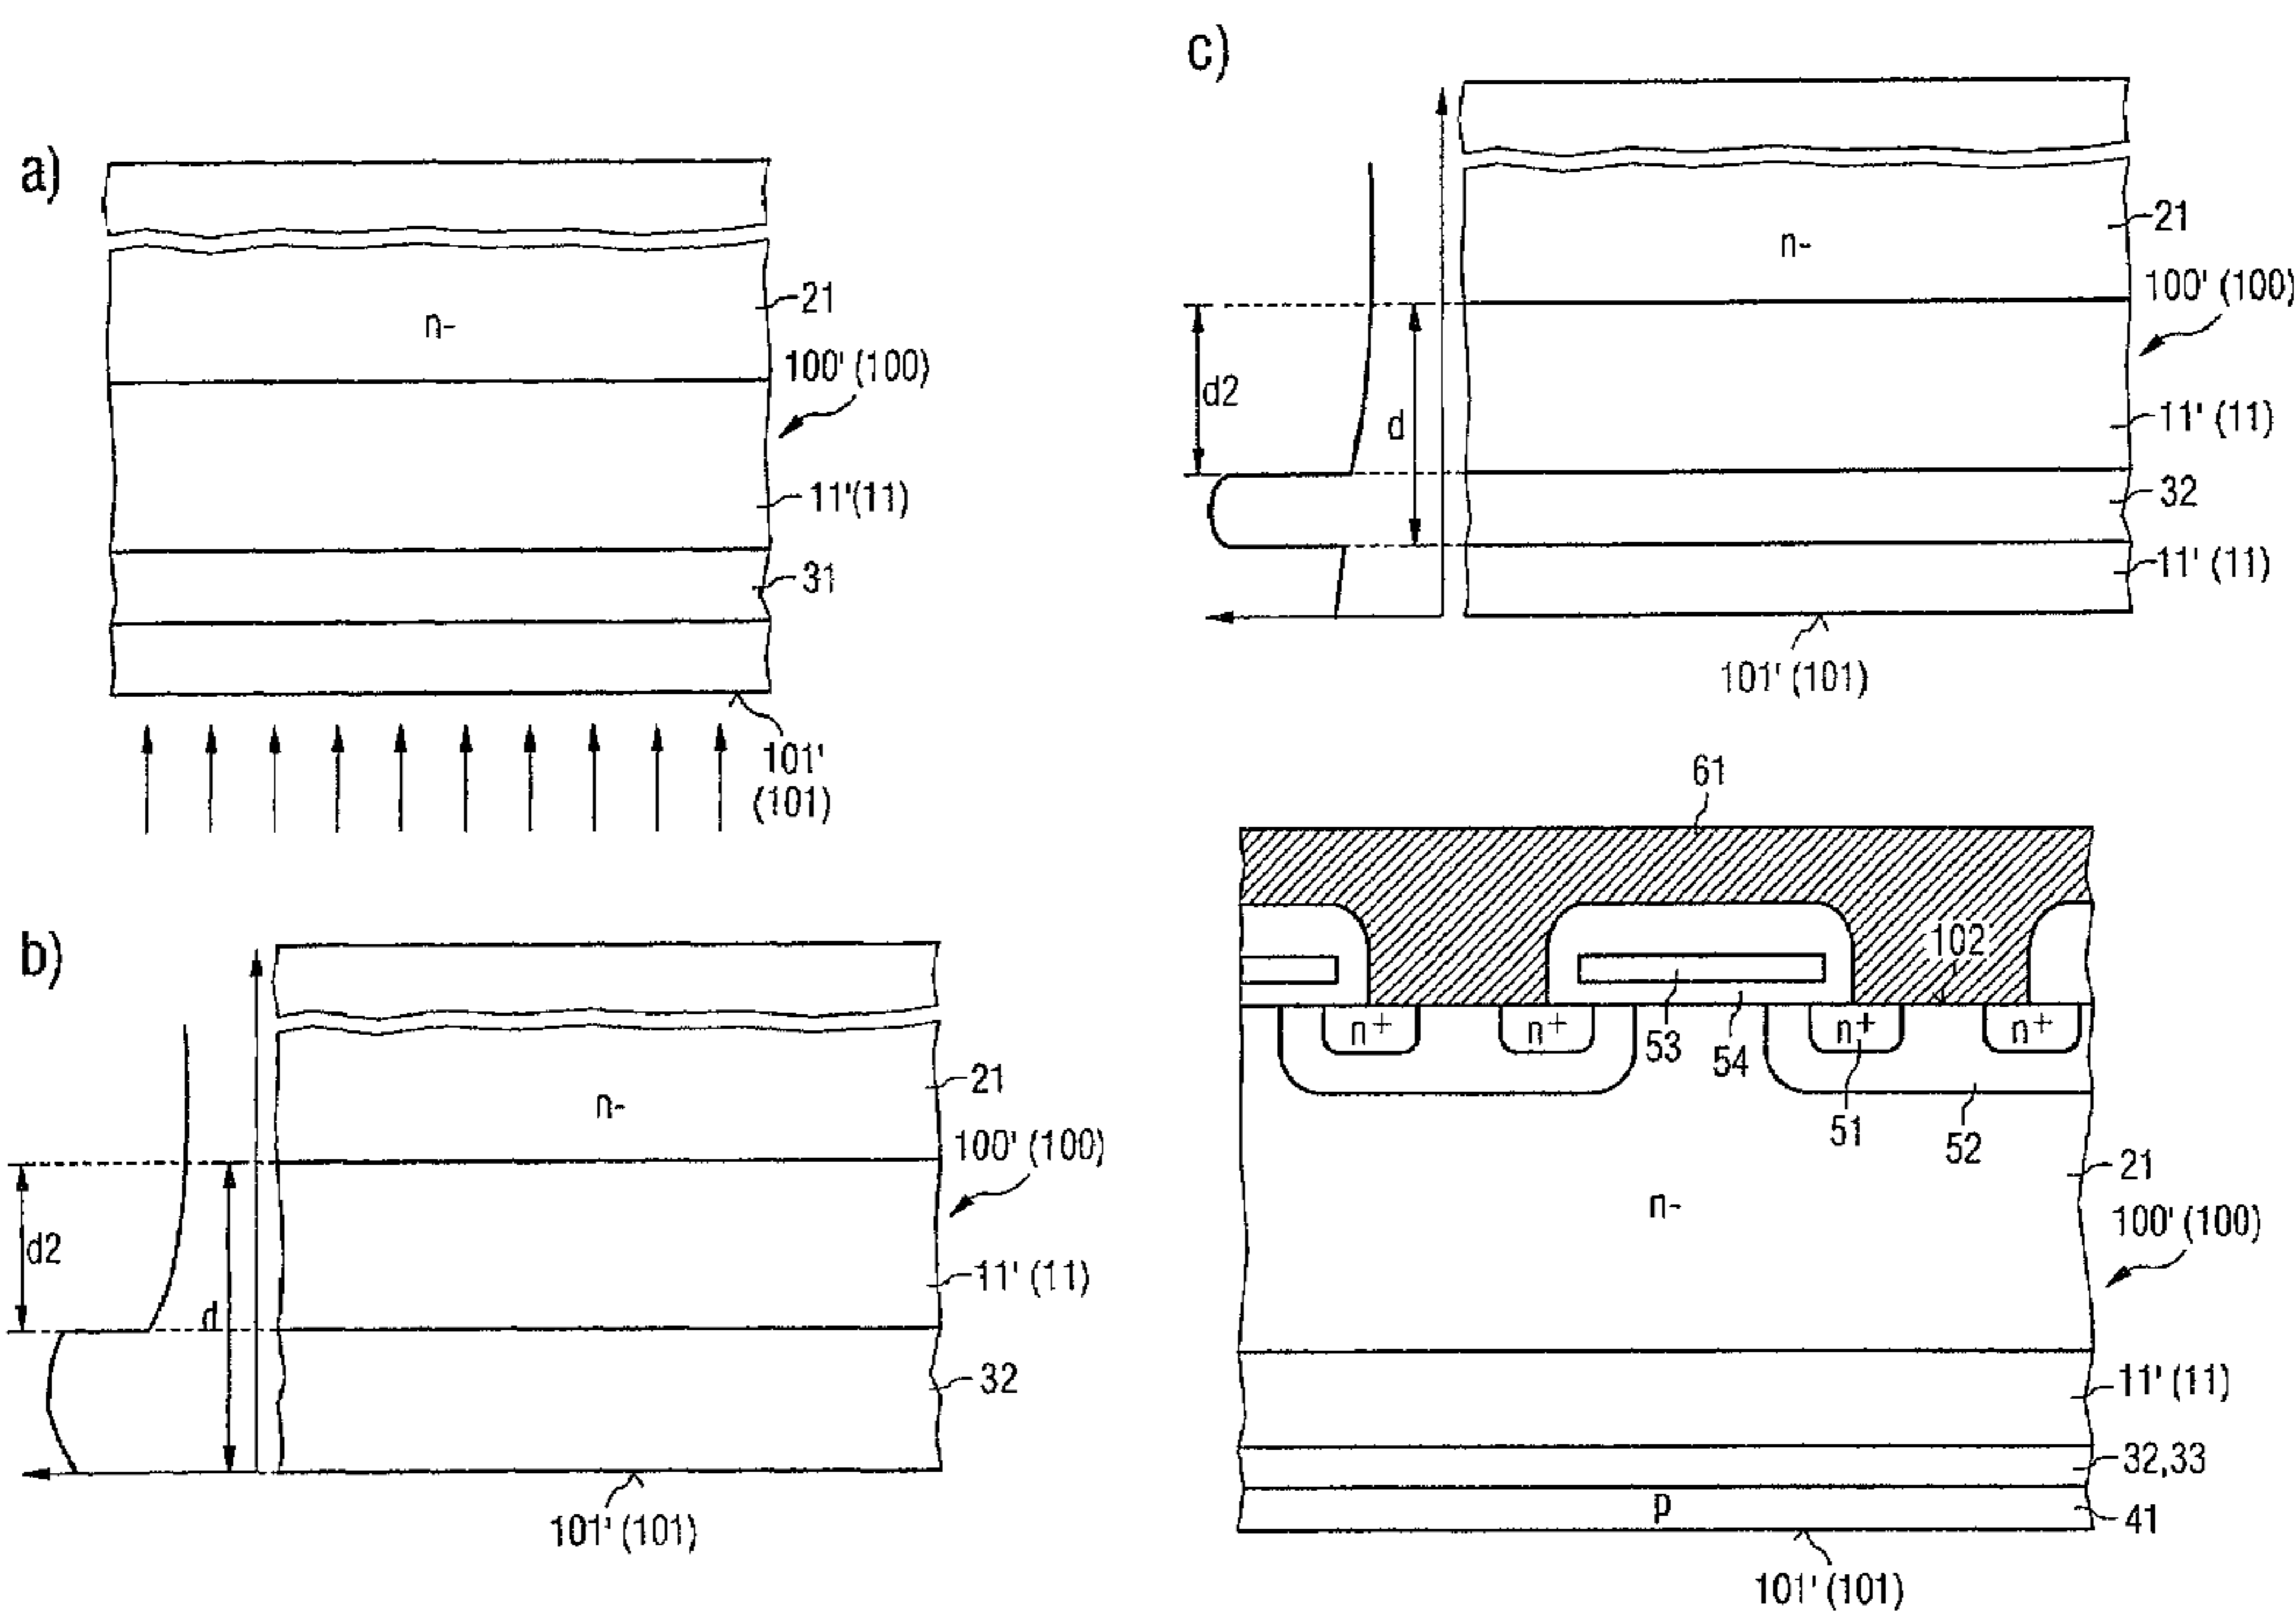 a)
21
n-
100' (100)
11'(11)
31
101'
(101)
b)
21
n-
100' (100)
d2
d
11' (11)
32
101' (101)
c)
21
n-
100' (100)
d2
d
11' (11)
32
11' (11)
101' (101)
61
102
n+
n+
n+
n+
53
54
51
52
21
n-
100' (100)
11' (11)
32,33
p
41
101' (101)